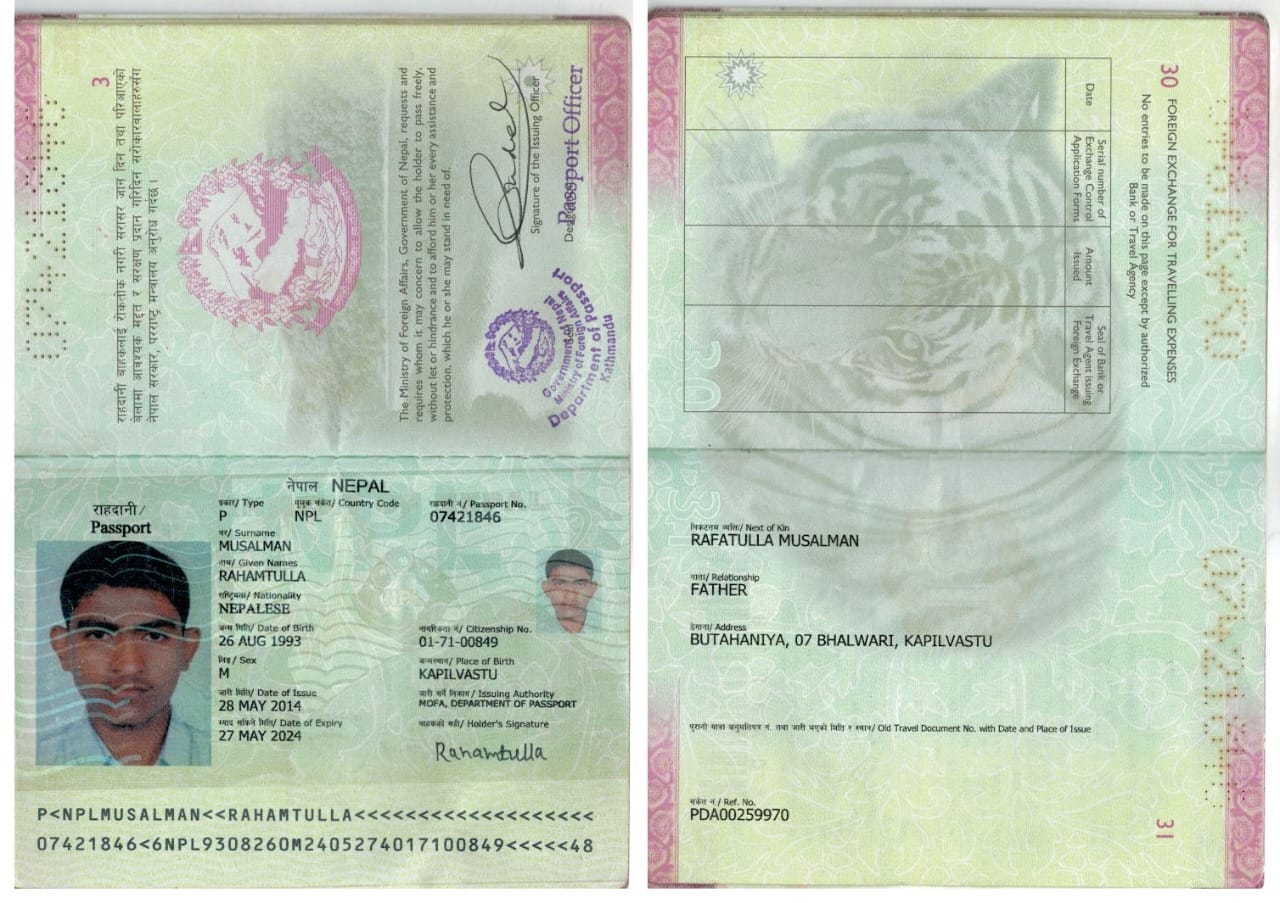 3
राहदानी बाहकलाई रोकतोक नगरी सरासर जान दिन तथा परिआएको
बेलामा आवश्यक मद्दत र संरक्षण प्रदान गरिदिन सरोकारवालाहरुसंग
नेपाल सरकार, परराष्ट्र मन्त्रालय अनुरोध गर्दछ ।
The Ministry of Foreign Affairs, Government of Nepal, requests and
requires whom it may concern to allow the holder to pass freely,
without let or hindrance and to afford him or her every assistance and
protection, which he or she may stand in need of.
Signature of the Issuing Officer
Passport Officer
Seal
Government of Nepal
Ministry of Foreign Affairs
Department of Passport
Kathmandu
नेपाल NEPAL
राहदानी/
Passport
प्रकार/ Type
P
मुलुक संकेत/ Country Code
NPL
राहदानी नं/ Passport No.
07421846
थर/ Surname
MUSALMAN
नाम/ Given Names
RAHAMTULLA
राष्ट्रियता/ Nationality
NEPALESE
जन्म मिति/ Date of Birth
26 AUG 1993
नागरिकता नं/ Citizenship No.
01-71-00849
लिङ्ग/ Sex
M
जन्मस्थान/ Place of Birth
KAPILVASTU
जारी मिति/ Date of Issue
28 MAY 2014
जारी गर्ने निकाय/ Issuing Authority
MOFA, DEPARTMENT OF PASSPORT
म्याद सकिने मिति/ Date of Expiry
27 MAY 2024
वाहकको सही/ Holder's Signature
Rahamtulla
P<NPLMUSALMAN<<RAHAMTULLA<<<<<<<<<<<<<<<<<<<
07421846<6NPL9308260M24052740171​00849<<<<<48
30 FOREIGN EXCHANGE FOR TRAVELLING EXPENSES
No entries to be made on this page except by authorized
Bank or Travel Agency
Date
Serial number of
Exchange Control
Application Forms
Amount
Issued
Seal of Bank or
Travel Agent issuing
Foreign Exchange
निकटतम व्यक्ति/ Next of Kin
RAFATULLA MUSALMAN
नाता/ Relationship
FATHER
ठेगाना/ Address
BUTAHANIYA, 07 BHALWARI, KAPILVASTU
पुरानो यात्रा अनुमतिपत्र नं. तथा जारी भएको मिति र स्थान/ Old Travel Document No. with Date and Place of Issue
संकेत नं/ Ref. No.
PDA00259970
31